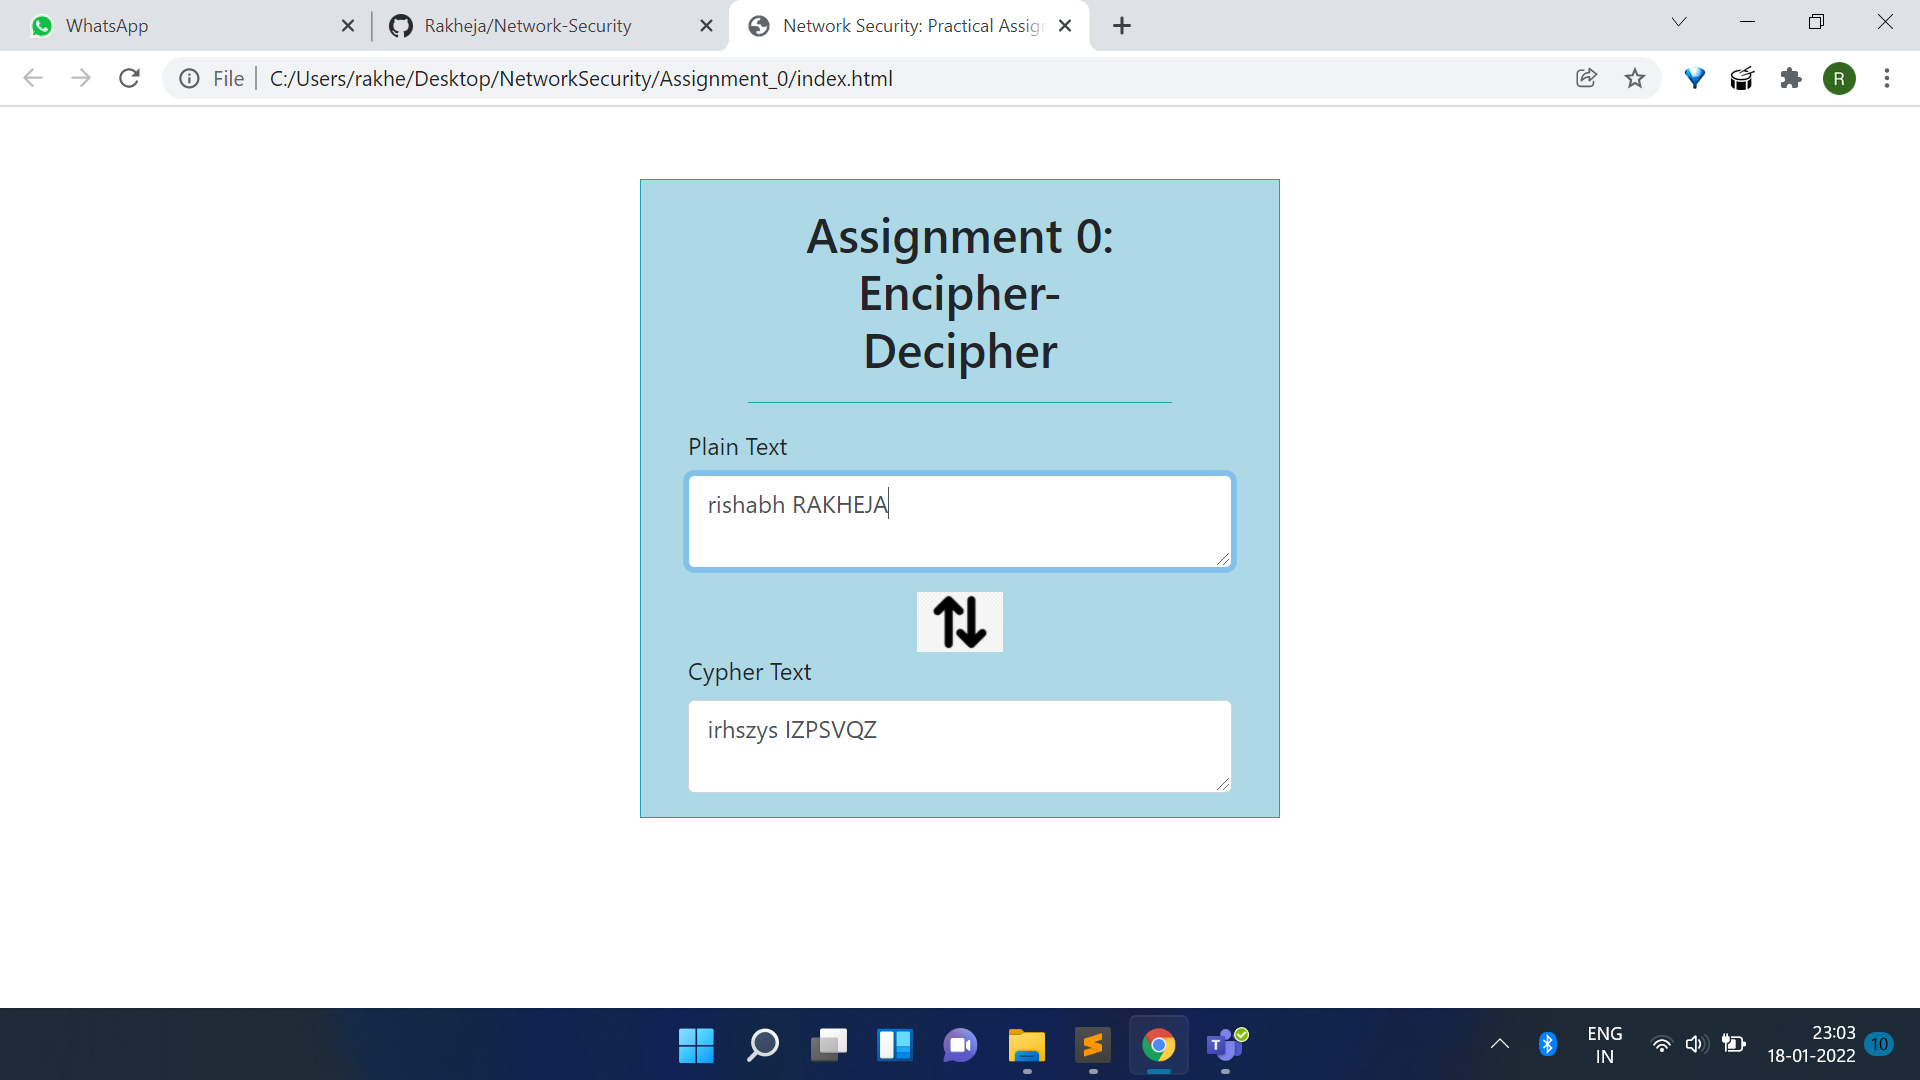 WhatsApp
Rakheja/Network-Security
Network Security: Practical Assig
File
C:/Users/rakhe/Desktop/NetworkSecurity/Assignment_0/index.html
R
Assignment 0:
Encipher-
Decipher
Plain Text
rishabh RAKHEJA
Cypher Text
irhszys IZPSVQZ
T
ENG
IN
23:03
18-01-2022
10